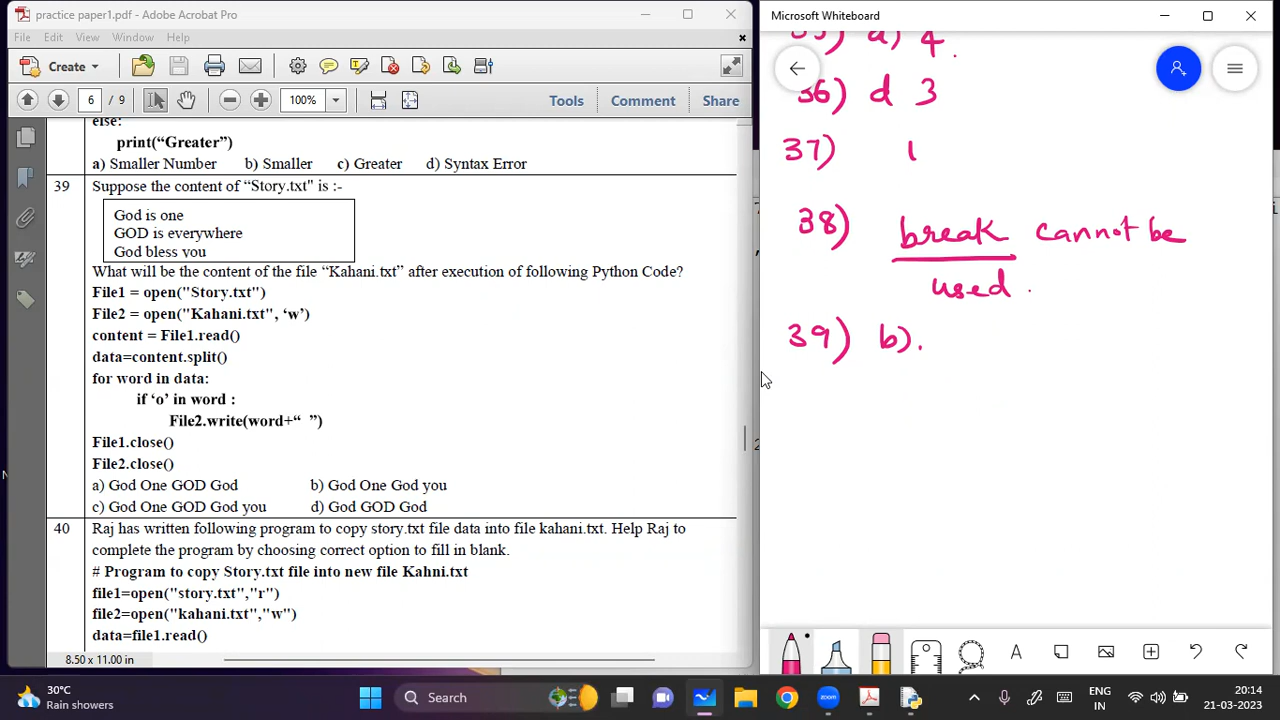 practice paper1.pdf - Adobe Acrobat Pro
File Edit View Window Help
Create
6 / 9
100%
Tools Comment Share
else:
print(“Greater”)
a) Smaller Number b) Smaller c) Greater d) Syntax Error
39 Suppose the content of “Story.txt" is :-
God is one
GOD is everywhere
God bless you
What will be the content of the file “Kahani.txt” after execution of following Python Code?
File1 = open("Story.txt")
File2 = open("Kahani.txt", ‘w’)
content = File1.read()
data=content.split()
for word in data:
if ‘o’ in word :
File2.write(word+“ ”)
File1.close()
File2.close()
a) God One GOD God b) God One God you
c) God One GOD God you d) God GOD God
40 Raj has written following program to copy story.txt file data into file kahani.txt. Help Raj to
complete the program by choosing correct option to fill in blank.
# Program to copy Story.txt file into new file Kahni.txt
file1=open("story.txt","r")
file2=open("kahani.txt","w")
data=file1.read()
8.50 x 11.00 in
Microsoft Whiteboard
35) a) 4.
36) d 3
37) 1
38) break cannot be
used.
39) b).
30°C
Rain showers
Search
zoom
ENG
IN
20:14
21-03-2023